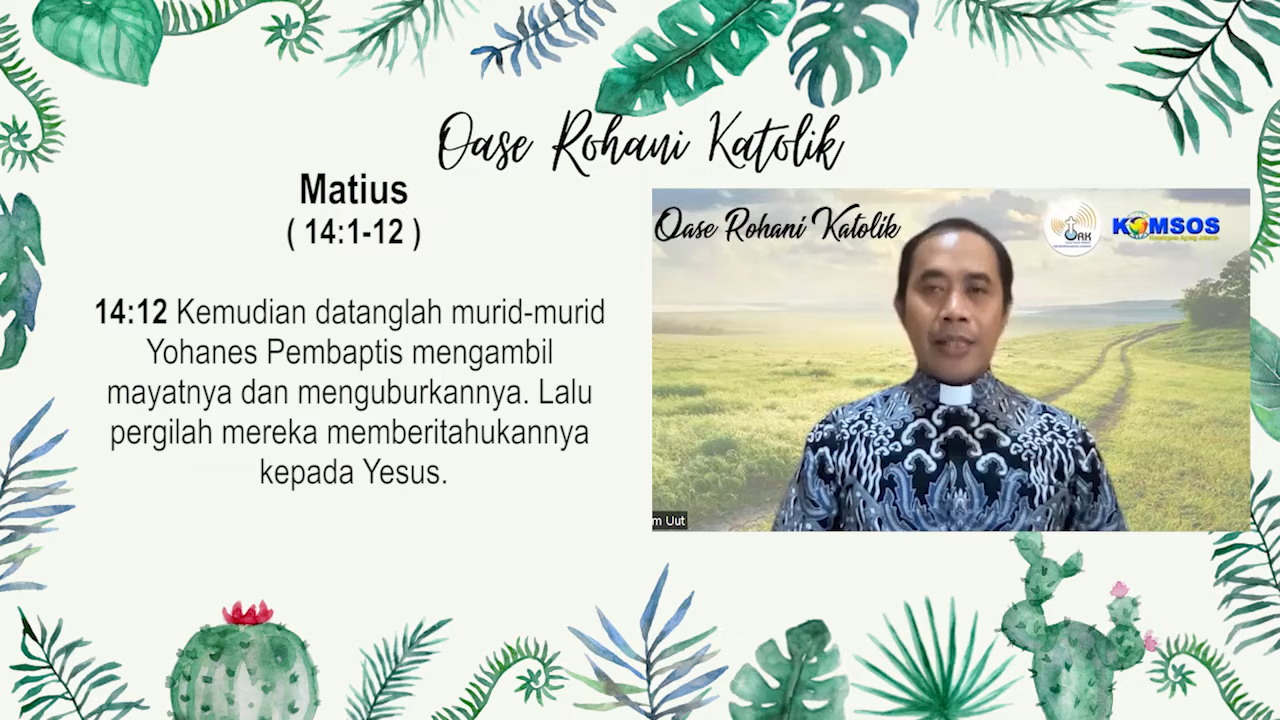 Oase Rohani Katolik
Matius
( 14:1-12 )
14:12 Kemudian datanglah murid-murid
Yohanes Pembaptis mengambil
mayatnya dan menguburkannya. Lalu
pergilah mereka memberitahukannya
kepada Yesus.
Oase Rohani Katolik
KOMSOS
m Uut